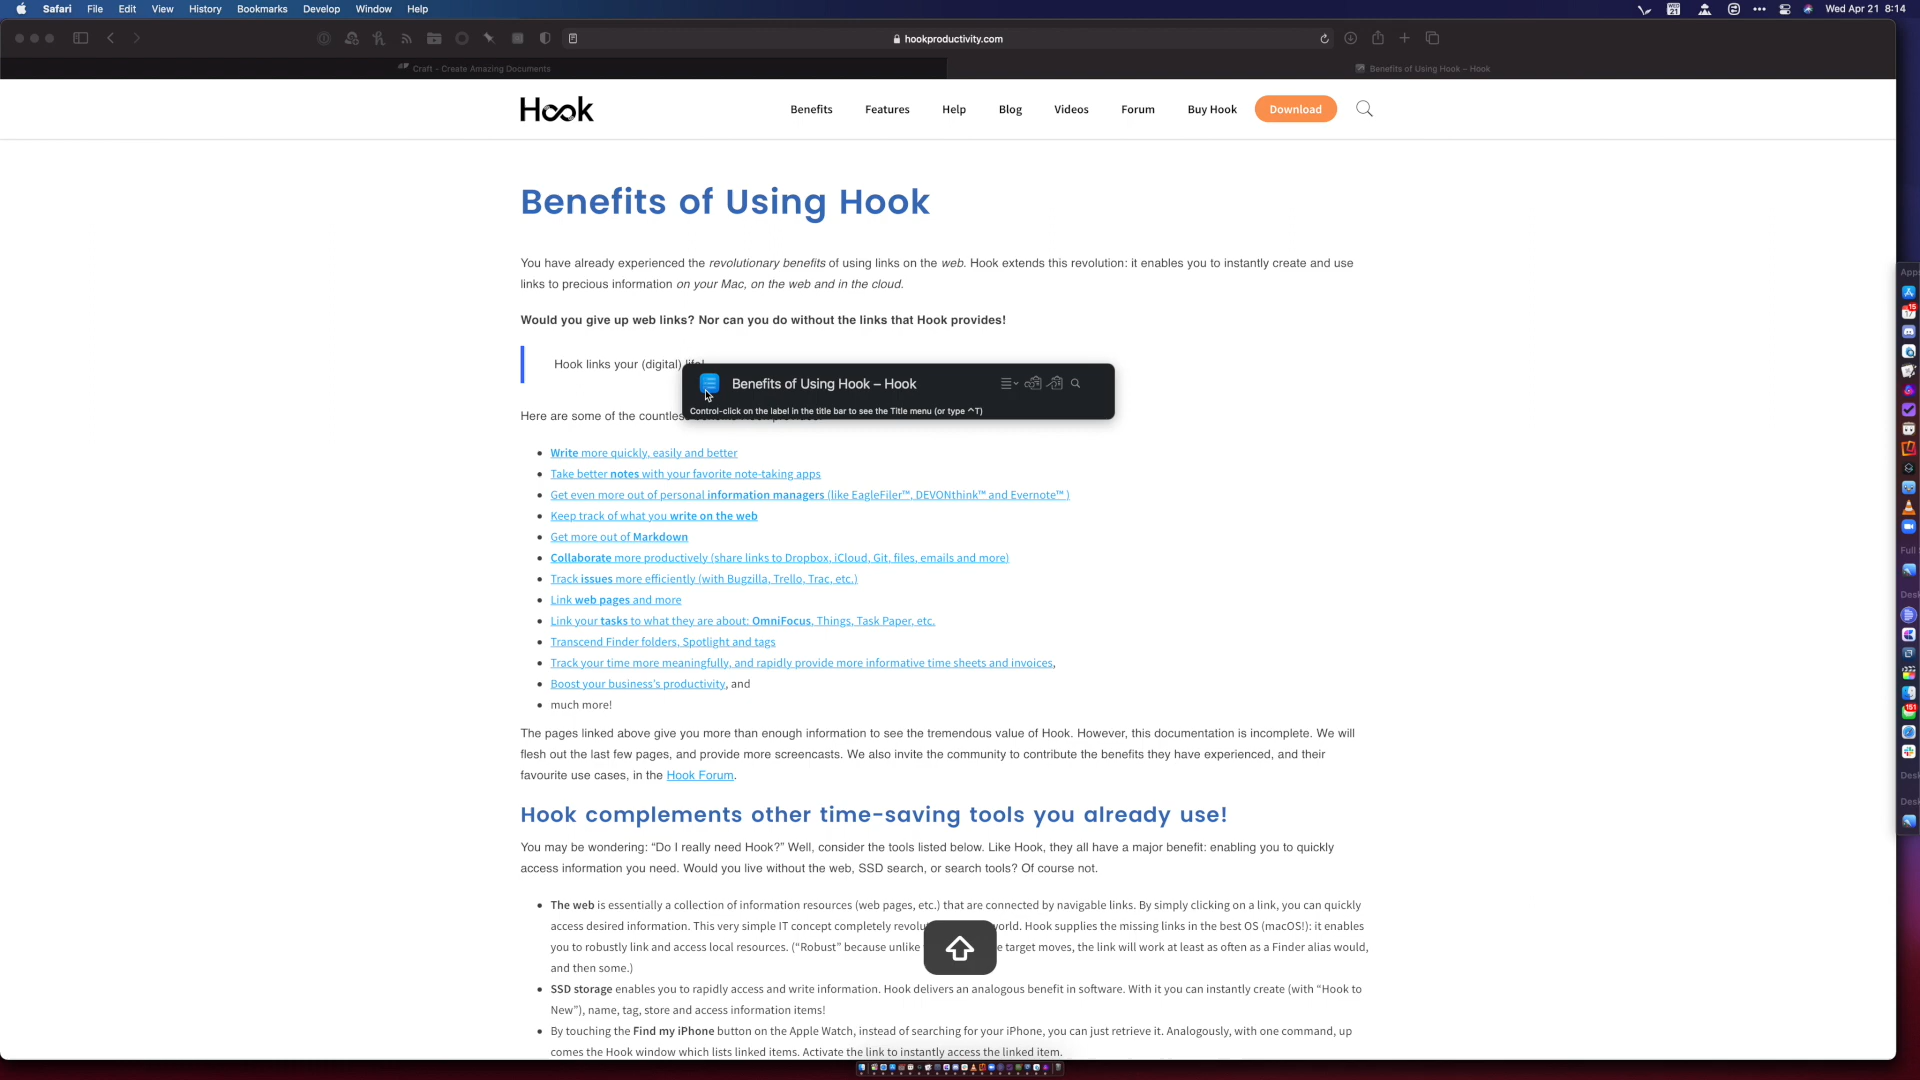 Safari File Edit View History Bookmarks Develop Window Help
Wed Apr 21 8:14
hookproductivity.com
Craft - Create Amazing Documents
Benefits of Using Hook – Hook
Hook
Benefits Features Help Blog Videos Forum Buy Hook Download
Benefits of Using Hook
You have already experienced the revolutionary benefits of using links on the web. Hook extends this revolution: it enables you to instantly create and use
links to precious information on your Mac, on the web and in the cloud.
Would you give up web links? Nor can you do without the links that Hook provides!
Hook links your (digital) life!
Benefits of Using Hook – Hook
Control-click on the label in the title bar to see the Title menu (or type ^T)
Here are some of the countless
• Write more quickly, easily and better
• Take better notes with your favorite note-taking apps
• Get even more out of personal information managers (like EagleFiler™, DEVONthink™ and Evernote™ )
• Keep track of what you write on the web
• Get more out of Markdown
• Collaborate more productively (share links to Dropbox, iCloud, Git, files, emails and more)
• Track issues more efficiently (with Bugzilla, Trello, Trac, etc.)
• Link web pages and more
• Link your tasks to what they are about: OmniFocus, Things, Task Paper, etc.
• Transcend Finder folders, Spotlight and tags
• Track your time more meaningfully, and rapidly provide more informative time sheets and invoices,
• Boost your business's productivity, and
• much more!
The pages linked above give you more than enough information to see the tremendous value of Hook. However, this documentation is incomplete. We will
flesh out the last few pages, and provide more screencasts. We also invite the community to contribute the benefits they have experienced, and their
favourite use cases, in the Hook Forum.
Hook complements other time-saving tools you already use!
You may be wondering: “Do I really need Hook?” Well, consider the tools listed below. Like Hook, they all have a major benefit: enabling you to quickly
access information you need. Would you live without the web, SSD search, or search tools? Of course not.
• The web is essentially a collection of information resources (web pages, etc.) that are connected by navigable links. By simply clicking on a link, you can quickly
access desired information. This very simple IT concept completely revolu orld. Hook supplies the missing links in the best OS (macOS!): it enables
you to robustly link and access local resources. (“Robust” because unlike e target moves, the link will work at least as often as a Finder alias would,
and then some.)
• SSD storage enables you to rapidly access and write information. Hook delivers an analogous benefit in software. With it you can instantly create (with “Hook to
New”), name, tag, store and access information items!
• By touching the Find my iPhone button on the Apple Watch, instead of searching for your iPhone, you can just retrieve it. Analogously, with one command, up
comes the Hook window which lists linked items. Activate the link to instantly access the linked item.